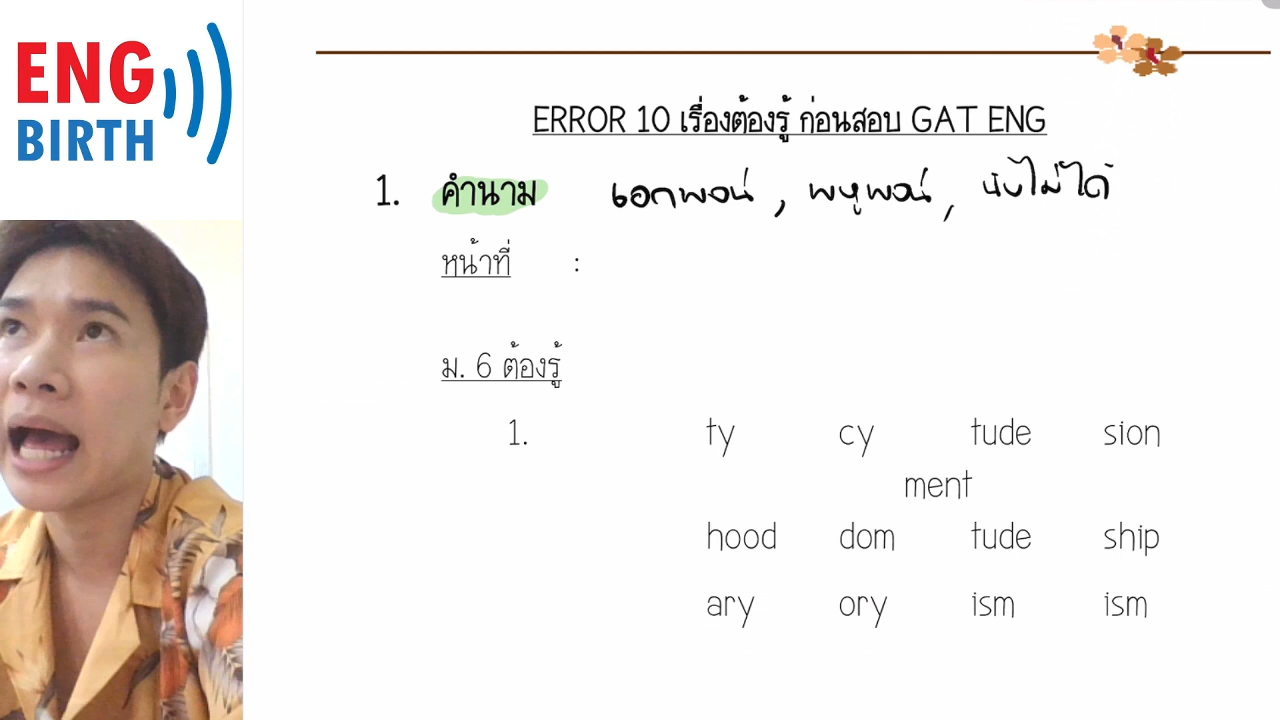 ENG
BIRTH
ERROR 10 เรื่องต้องรู้ ก่อนสอบ GAT ENG
1. คำนาม เอกพจน์ , พหูพจน์ , นับไม่ได้
หน้าที่ :
ม. 6 ต้องรู้
1. ty cy tude sion
ment
hood dom tude ship
ary ory ism ism